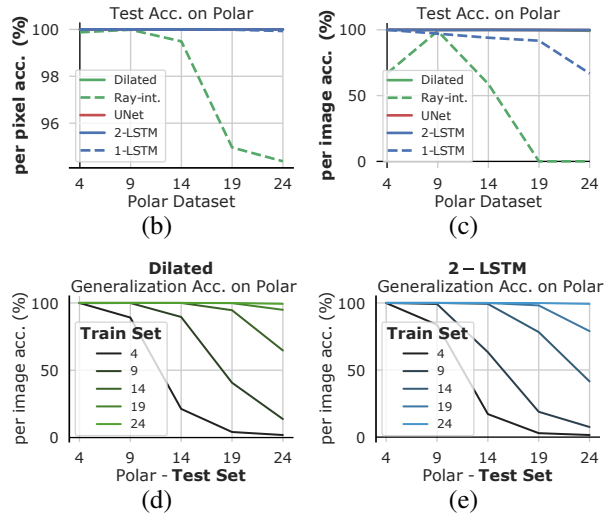 Test Acc. on Polar
per pixel acc. (%)
100
98
96
Dilated
Ray-int.
UNet
2-LSTM
1-LSTM
4 9 14 19 24
Polar Dataset
(b)
Test Acc. on Polar
per image acc. (%)
100
50
0
Dilated
Ray-int.
UNet
2-LSTM
1-LSTM
4 9 14 19 24
Polar Dataset
(c)
Dilated
Generalization Acc. on Polar
per image acc. (%)
100
50
0
Train Set
4
9
14
19
24
4 9 14 19 24
Polar - Test Set
(d)
2 – LSTM
Generalization Acc. on Polar
per image acc. (%)
100
50
0
Train Set
4
9
14
19
24
4 9 14 19 24
Polar - Test Set
(e)